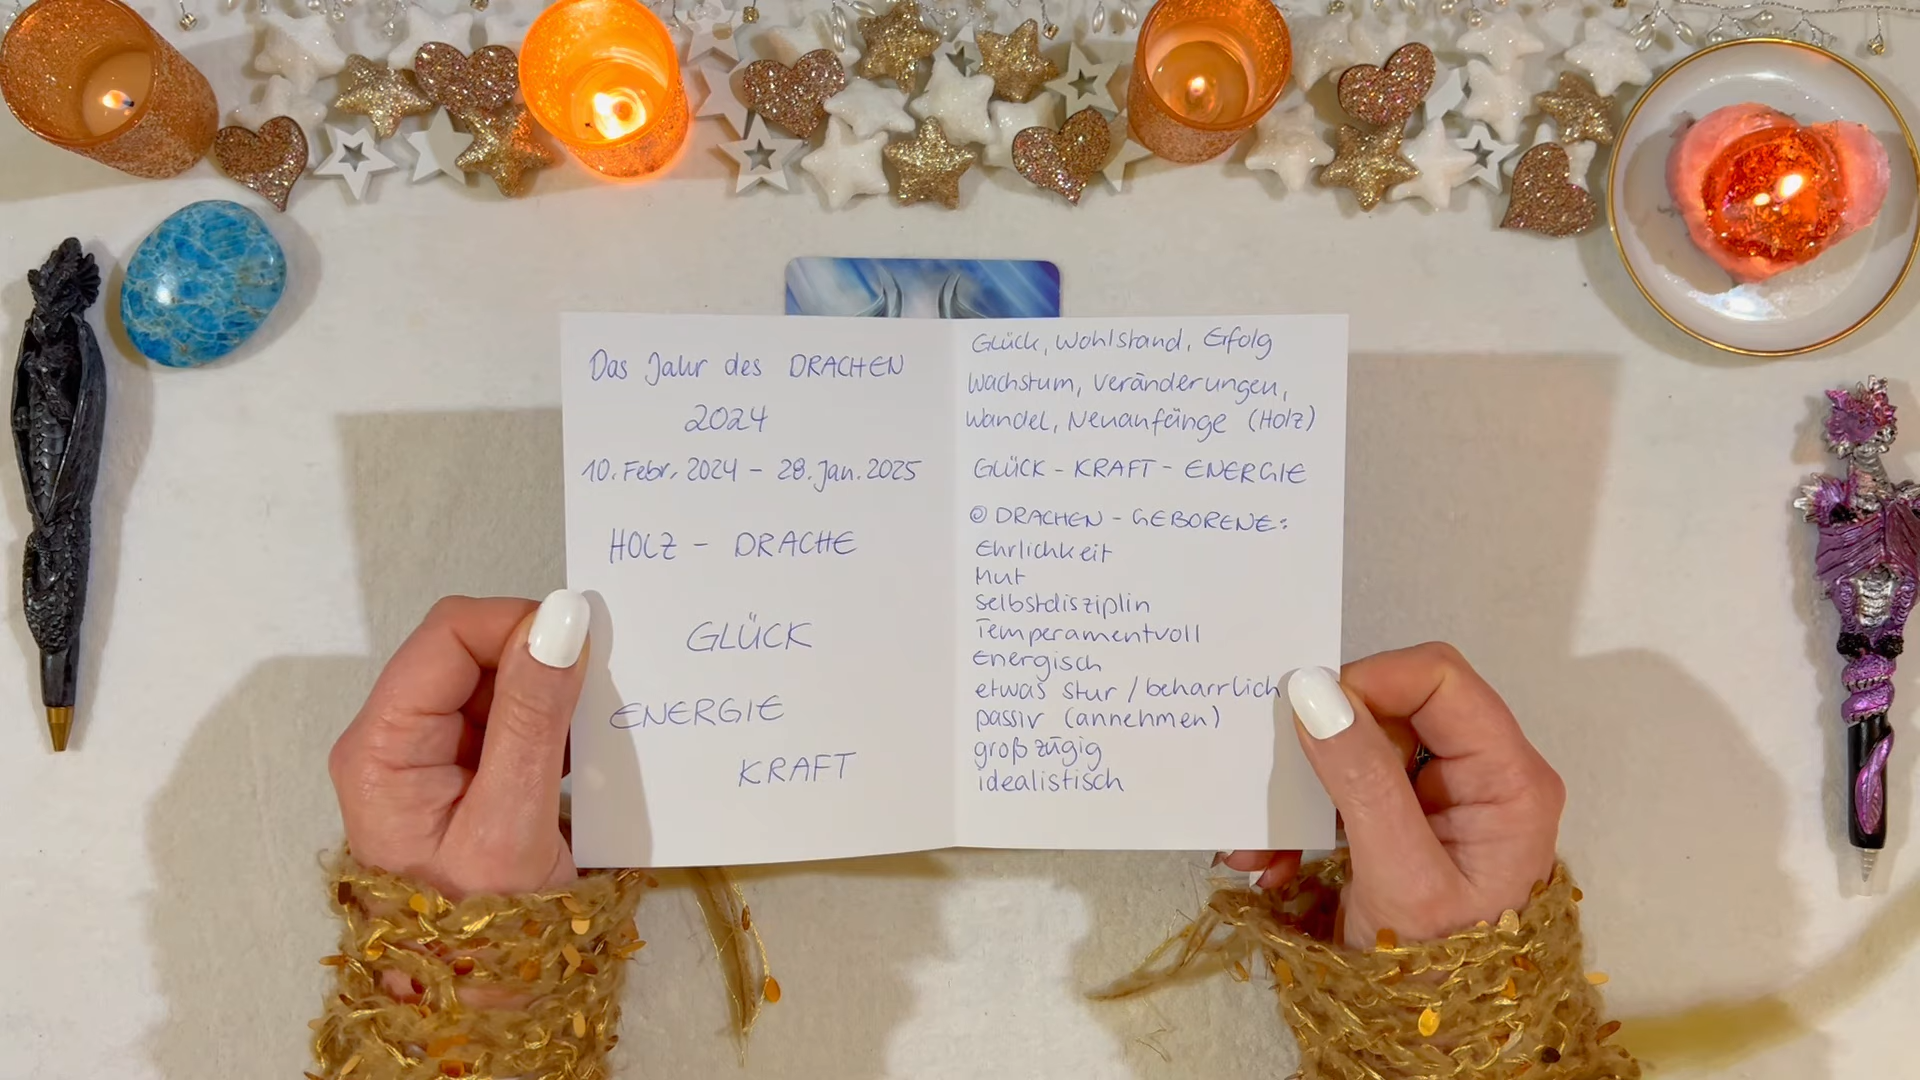 Das Jahr des DRACHEN
2024
10. Febr. 2024 - 28. Jan. 2025
HOLZ - DRACHE
GLÜCK
ENERGIE
KRAFT
Glück, Wohlstand, Erfolg
Wachstum, Veränderungen,
Wandel, Neuanfänge (Holz)
GLÜCK - KRAFT - ENERGIE
@ DRACHEN - GEBORENE:
Ehrlichkeit
Mut
Selbstdisziplin
Temperamentvoll
Energisch
etwas stur / beharrlich
passiv (annehmen)
großzügig
idealistisch